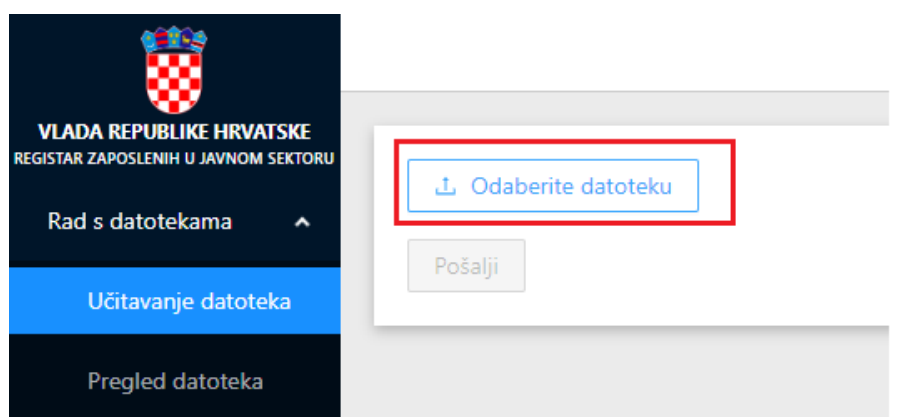 VLADA REPUBLIKE HRVATSKE
REGISTAR ZAPOSLENIH U JAVNOM SEKTORU
Rad s datotekama
Učitavanje datoteka
Pregled datoteka
Odaberite datoteku
Pošalji